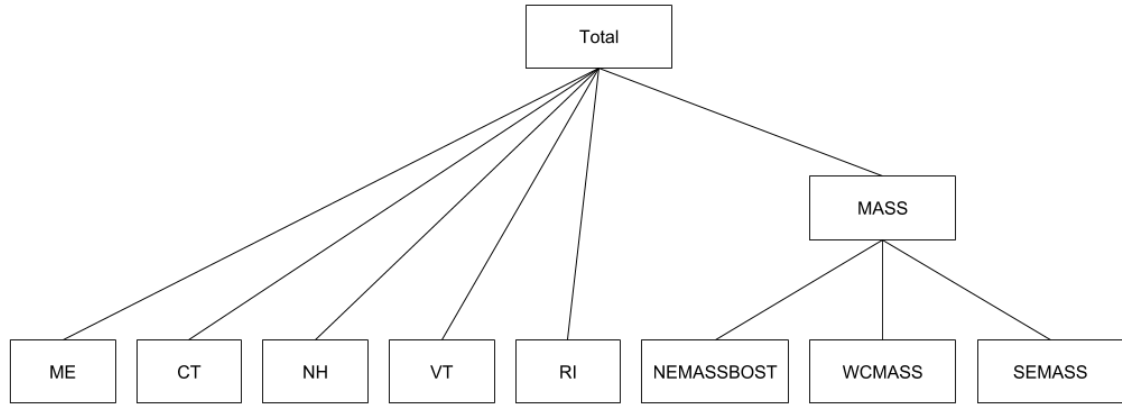 Total
MASS
ME
CT
NH
VT
RI
NEMASSBOST
WCMASS
SEMASS